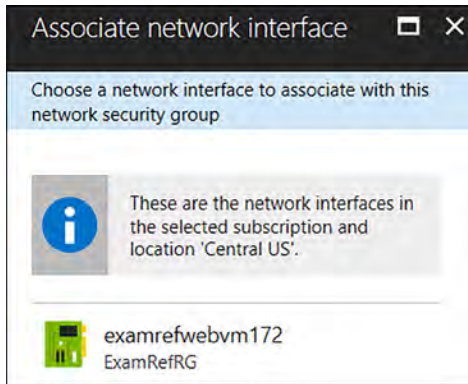 Associate network interface
Choose a network interface to associate with this
network security group
These are the network interfaces in
the selected subscription and
location 'Central US'.
examrefwebvm172
ExamRefRG